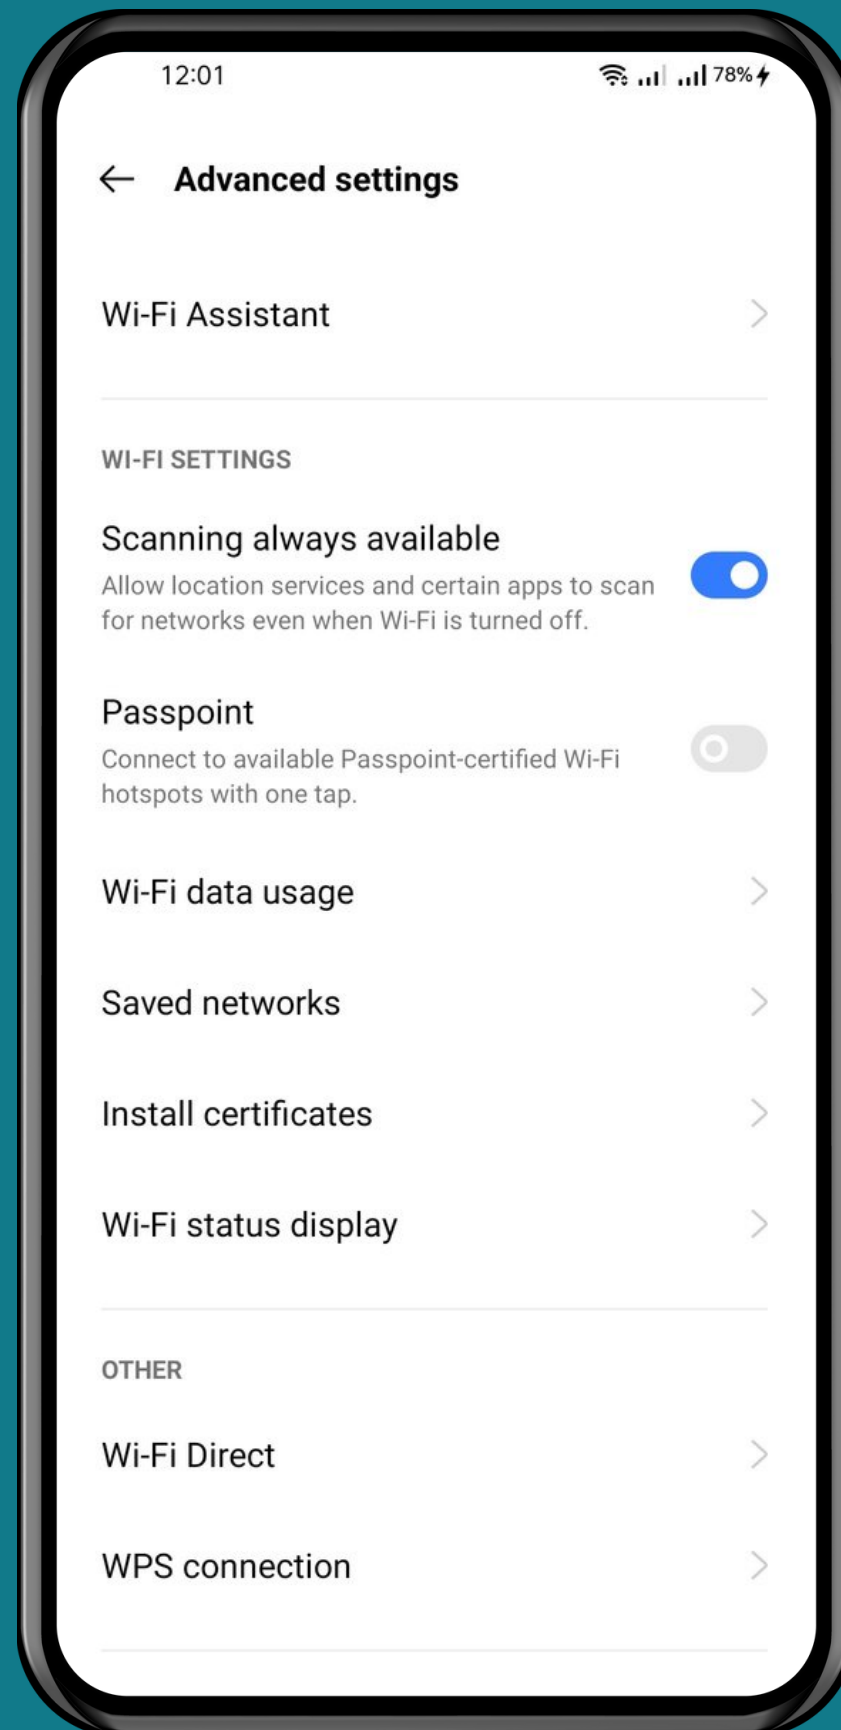 12:01
78%
Advanced settings
Wi-Fi Assistant
WI-FI SETTINGS
Scanning always available
Allow location services and certain apps to scan
for networks even when Wi-Fi is turned off.
Passpoint
Connect to available Passpoint-certified Wi-Fi
hotspots with one tap.
Wi-Fi data usage
Saved networks
Install certificates
Wi-Fi status display
OTHER
Wi-Fi Direct
WPS connection